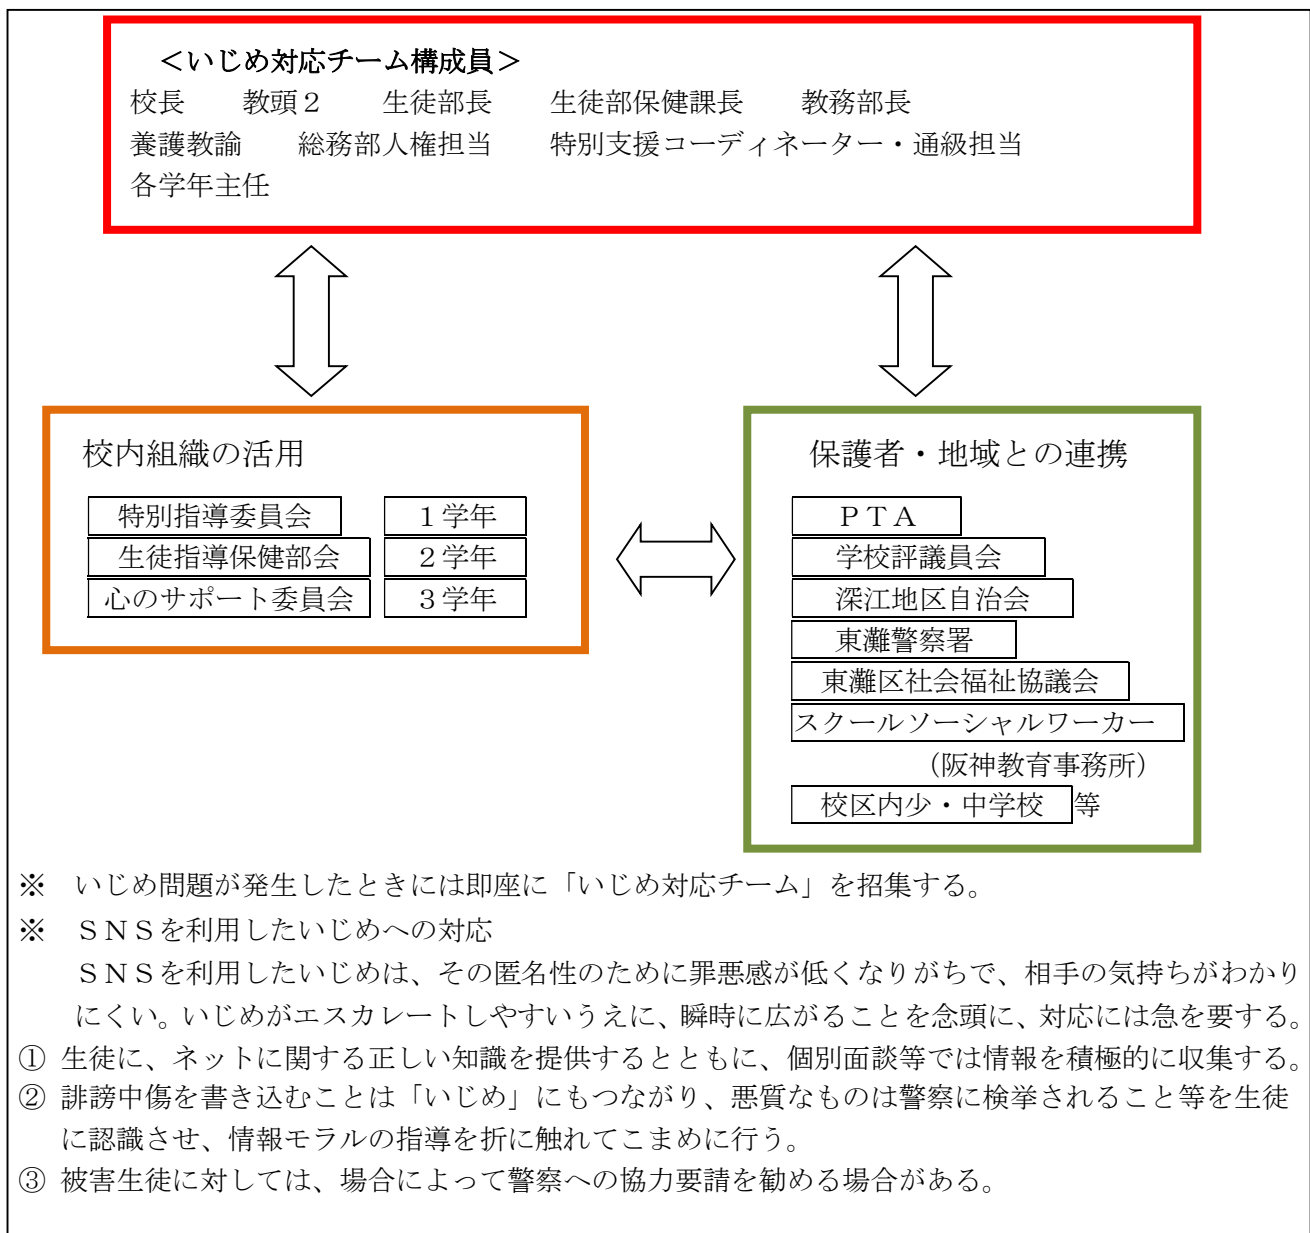 ＜いじめ対応チーム構成員＞
校長　　教頭２　　生徒部長　　生徒部保健課長　　教務部長
養護教諭　　総務部人権担当　　特別支援コーディネーター・通級担当
各学年主任
校内組織の活用
特別指導委員会　１学年
生徒指導保健部会　２学年
心のサポート委員会　３学年
保護者・地域との連携
ＰＴＡ
学校評議員会
深江地区自治会
東灘警察署
東灘区社会福祉協議会
スクールソーシャルワーカー
（阪神教育事務所）
校区内少・中学校　等
※　いじめ問題が発生したときには即座に「いじめ対応チーム」を招集する。
※　ＳＮＳを利用したいじめへの対応
ＳＮＳを利用したいじめは、その匿名性のために罪悪感が低くなりがちで、相手の気持ちがわかり
にくい。いじめがエスカレートしやすいうえに、瞬時に広がることを念頭に、対応には急を要する。
① 生徒に、ネットに関する正しい知識を提供するとともに、個別面談等では情報を積極的に収集する。
② 誹謗中傷を書き込むことは「いじめ」にもつながり、悪質なものは警察に検挙されること等を生徒
に認識させ、情報モラルの指導を折に触れてこまめに行う。
③ 被害生徒に対しては、場合によって警察への協力要請を勧める場合がある。